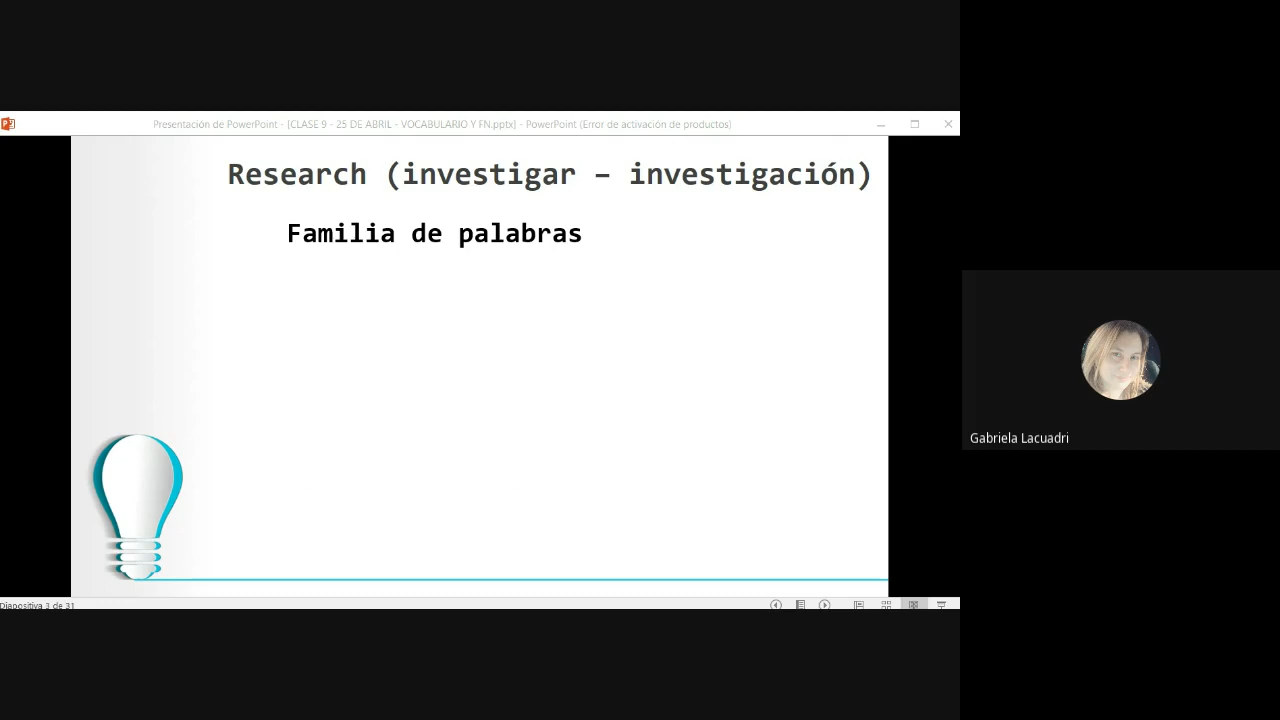 Presentación de PowerPoint - [CLASE 9 - 25 DE ABRIL - VOCABULARIO Y FN.pptx] - PowerPoint (Error de activación de productos)
Research (investigar – investigación)
Familia de palabras
Gabriela Lacuadri
Diapositiva 3 de 31